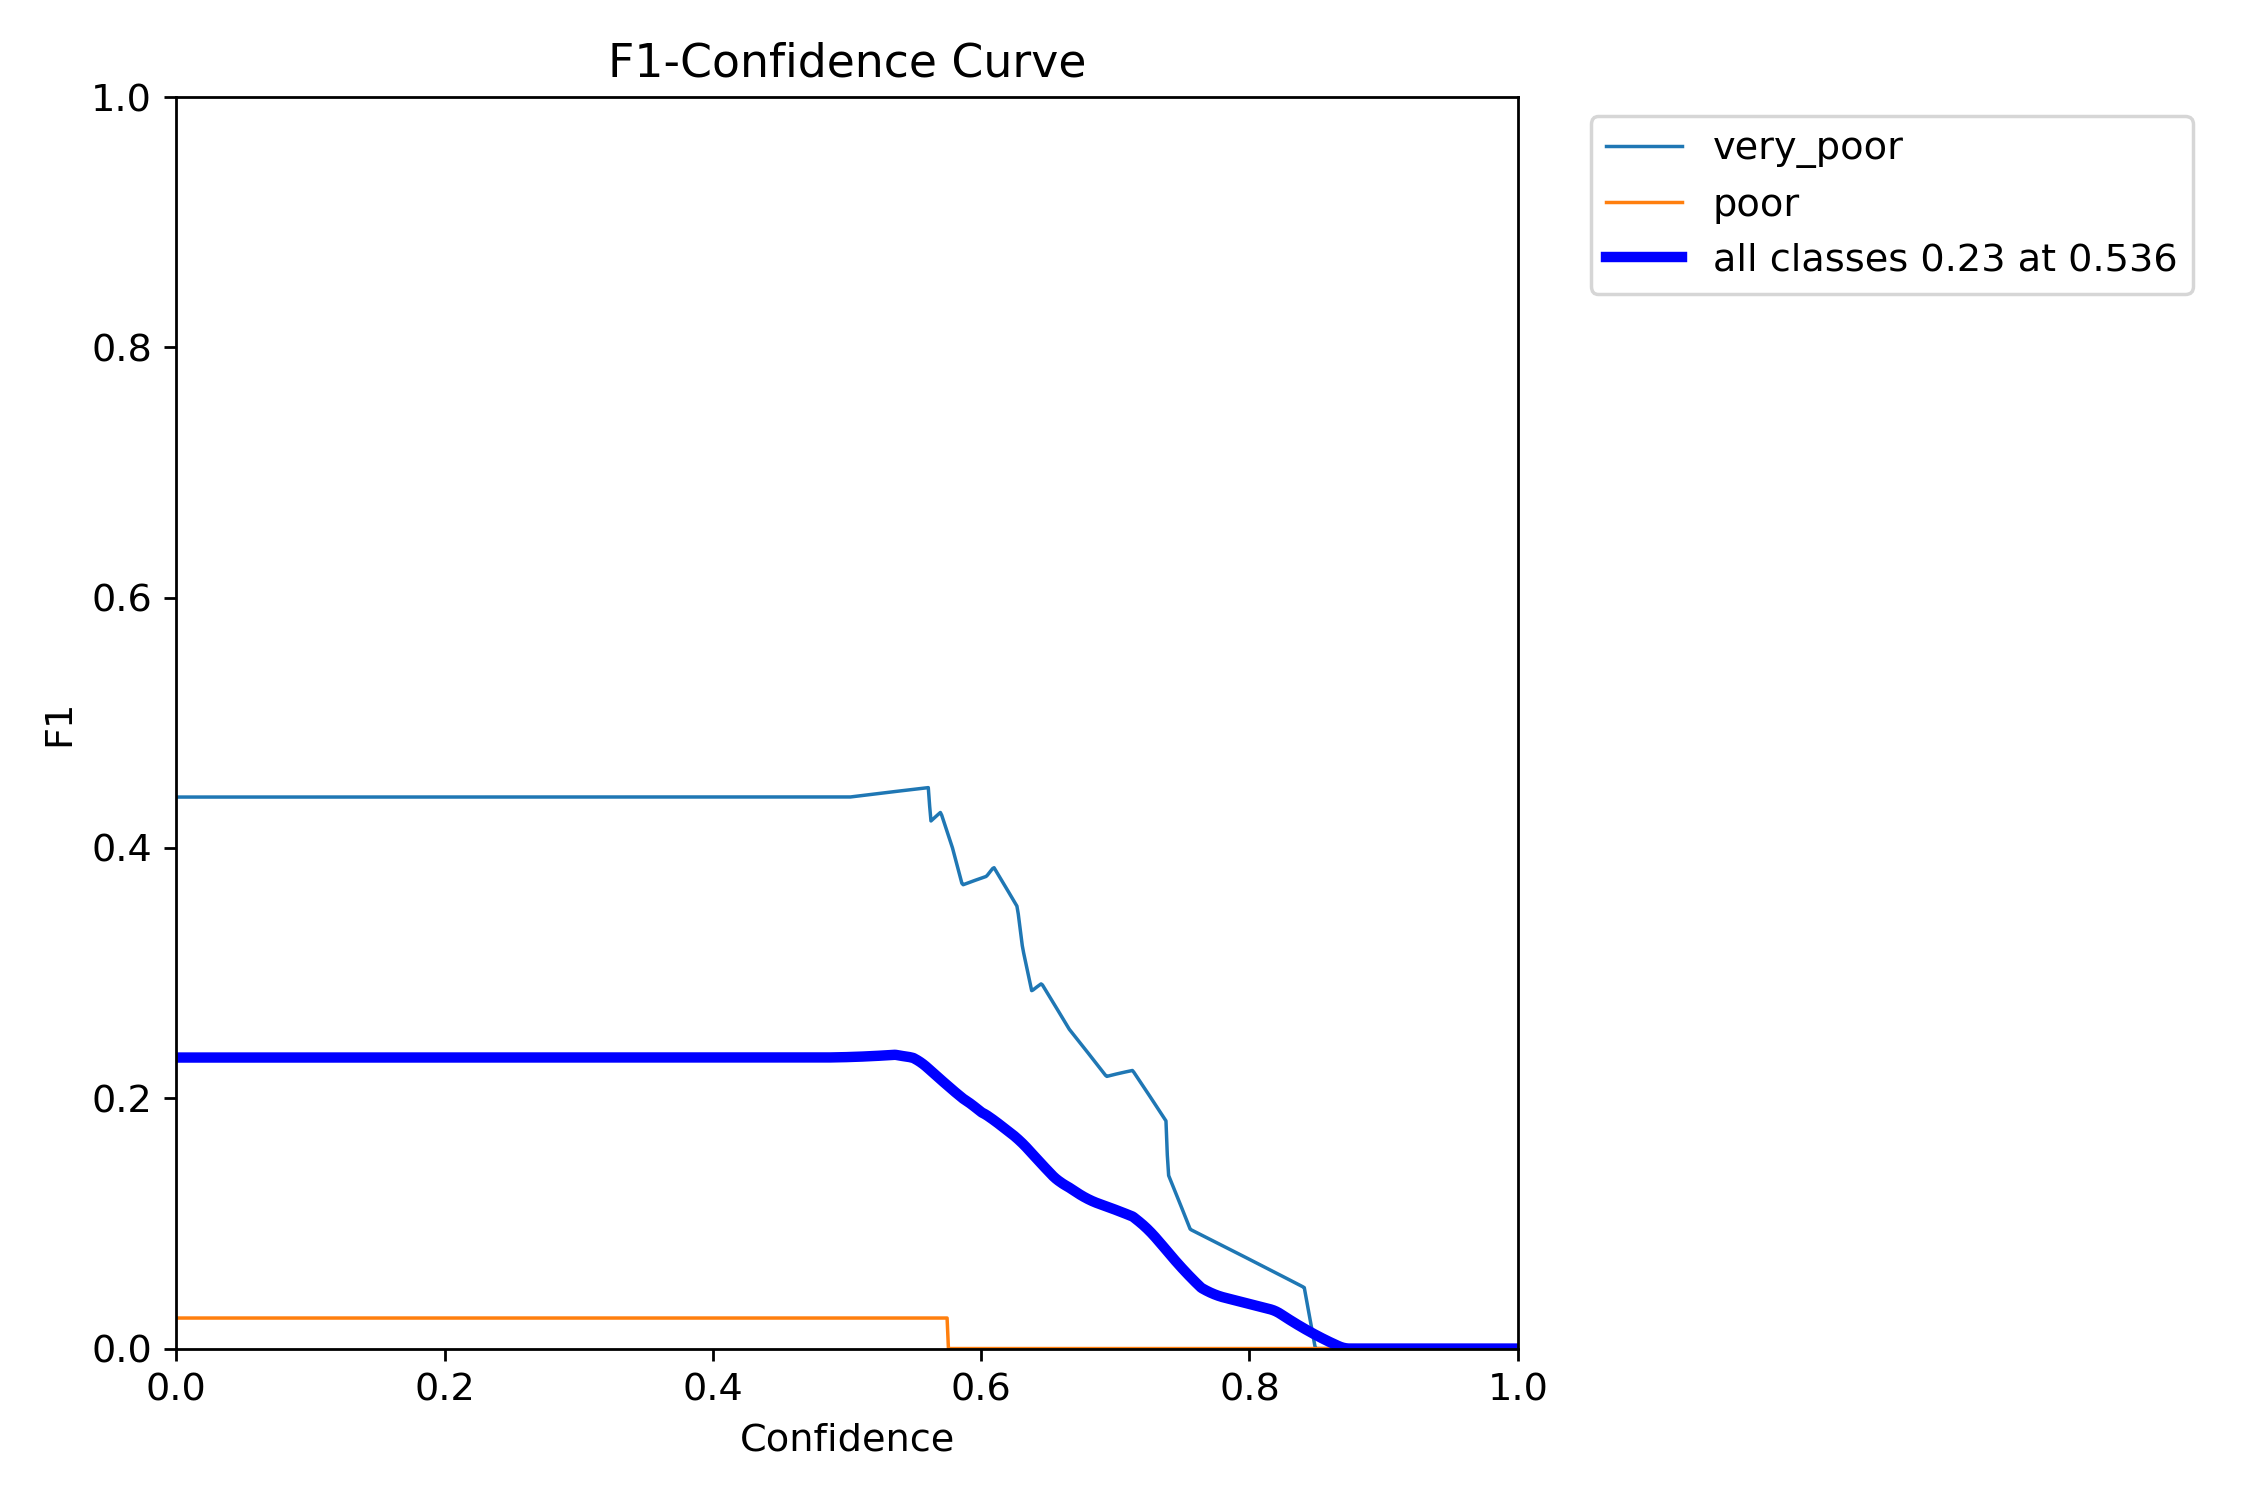 F1-Confidence Curve
1.0
0.8
0.6
0.4
0.2
0.0
F1
0.0 0.2 0.4 0.6 0.8 1.0
Confidence
very_poor
poor
all classes 0.23 at 0.536